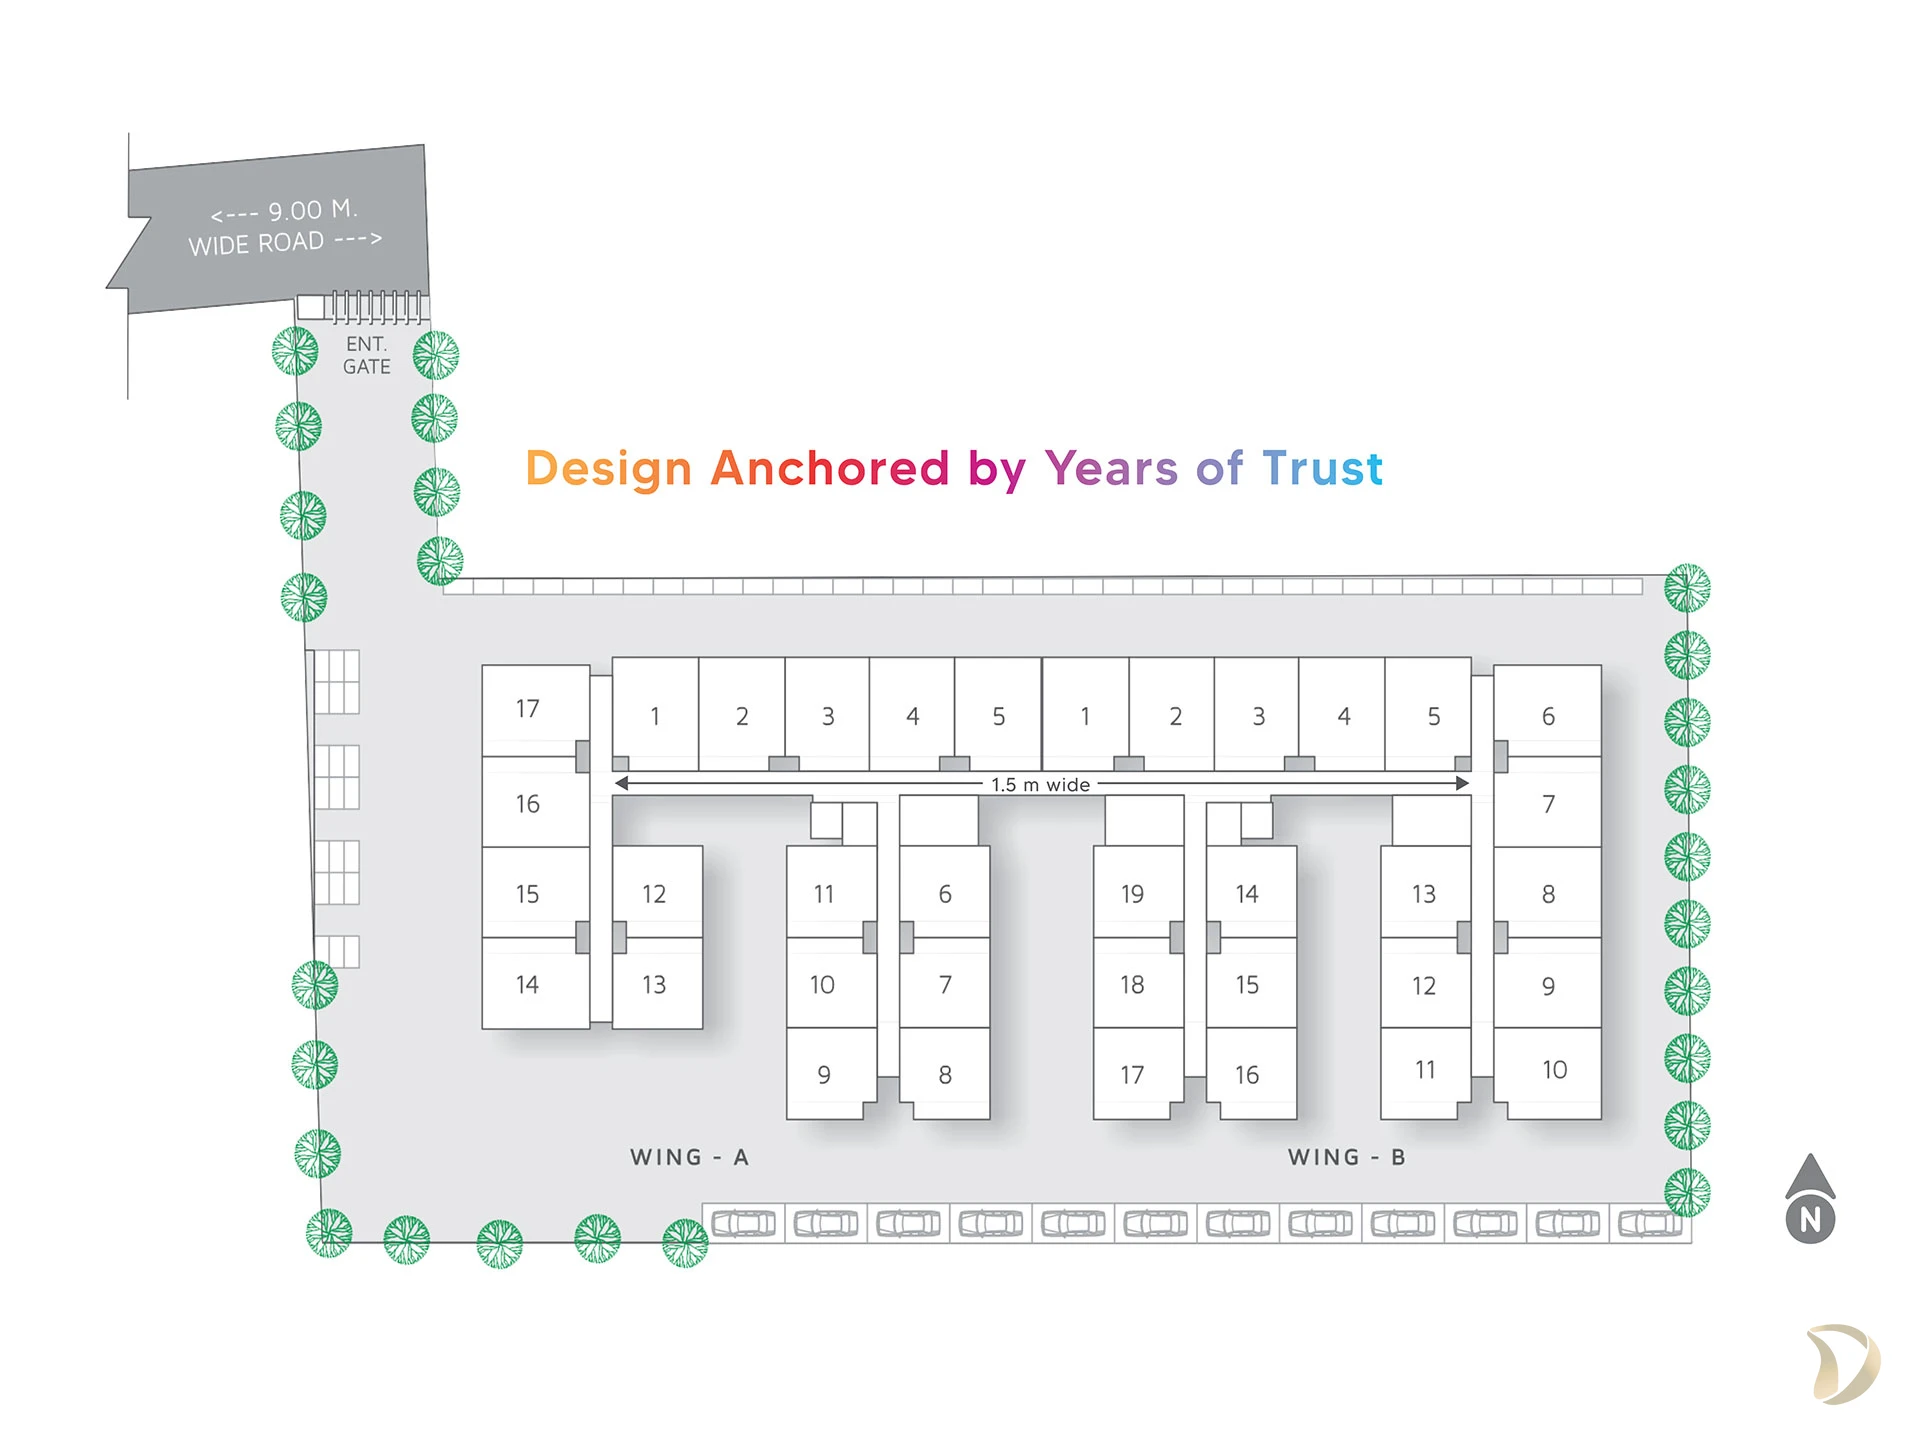 <--- 9.00 M.
WIDE ROAD --->
ENT.
GATE
Design Anchored by Years of Trust
17 1 2 3 4 5 1 2 3 4 5 6
1.5 m wide
16 7
15 12 11 6 19 14 13 8
14 13 10 7 18 15 12 9
9 8 17 16 11 10
WING - A WING - B
N